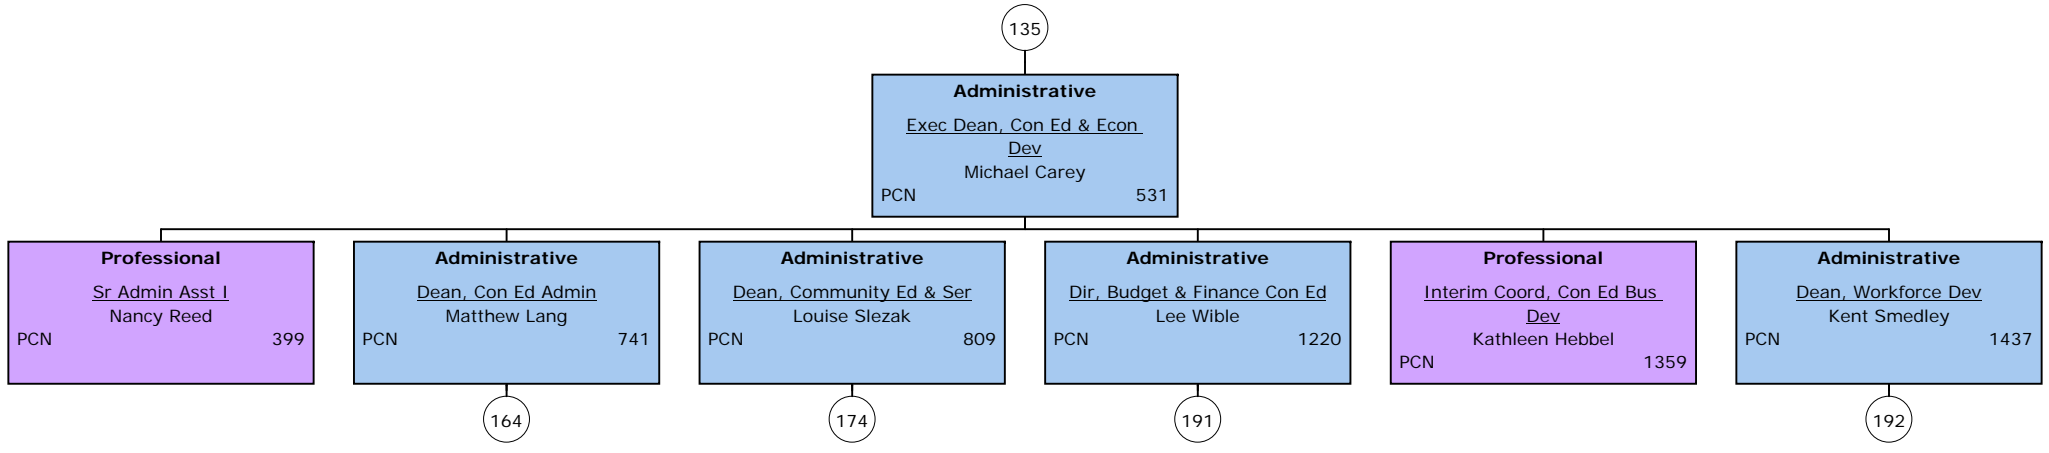 135
Administrative
Exec Dean, Con Ed & Econ
Dev
Michael Carey
PCN 531
Professional
Sr Admin Asst I
Nancy Reed
PCN 399
Administrative
Dean, Con Ed Admin
Matthew Lang
PCN 741
Administrative
Dean, Community Ed & Ser
Louise Slezak
PCN 809
Administrative
Dir, Budget & Finance Con Ed
Lee Wible
PCN 1220
Professional
Interim Coord, Con Ed Bus
Dev
Kathleen Hebbel
PCN 1359
Administrative
Dean, Workforce Dev
Kent Smedley
PCN 1437
164
174
191
192